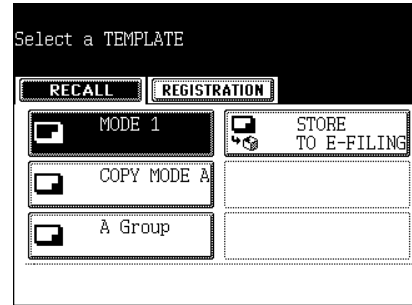 Select a TEMPLATE
RECALL REGISTRATION
MODE 1
STORE
TO E-FILING
COPY MODE A
A Group